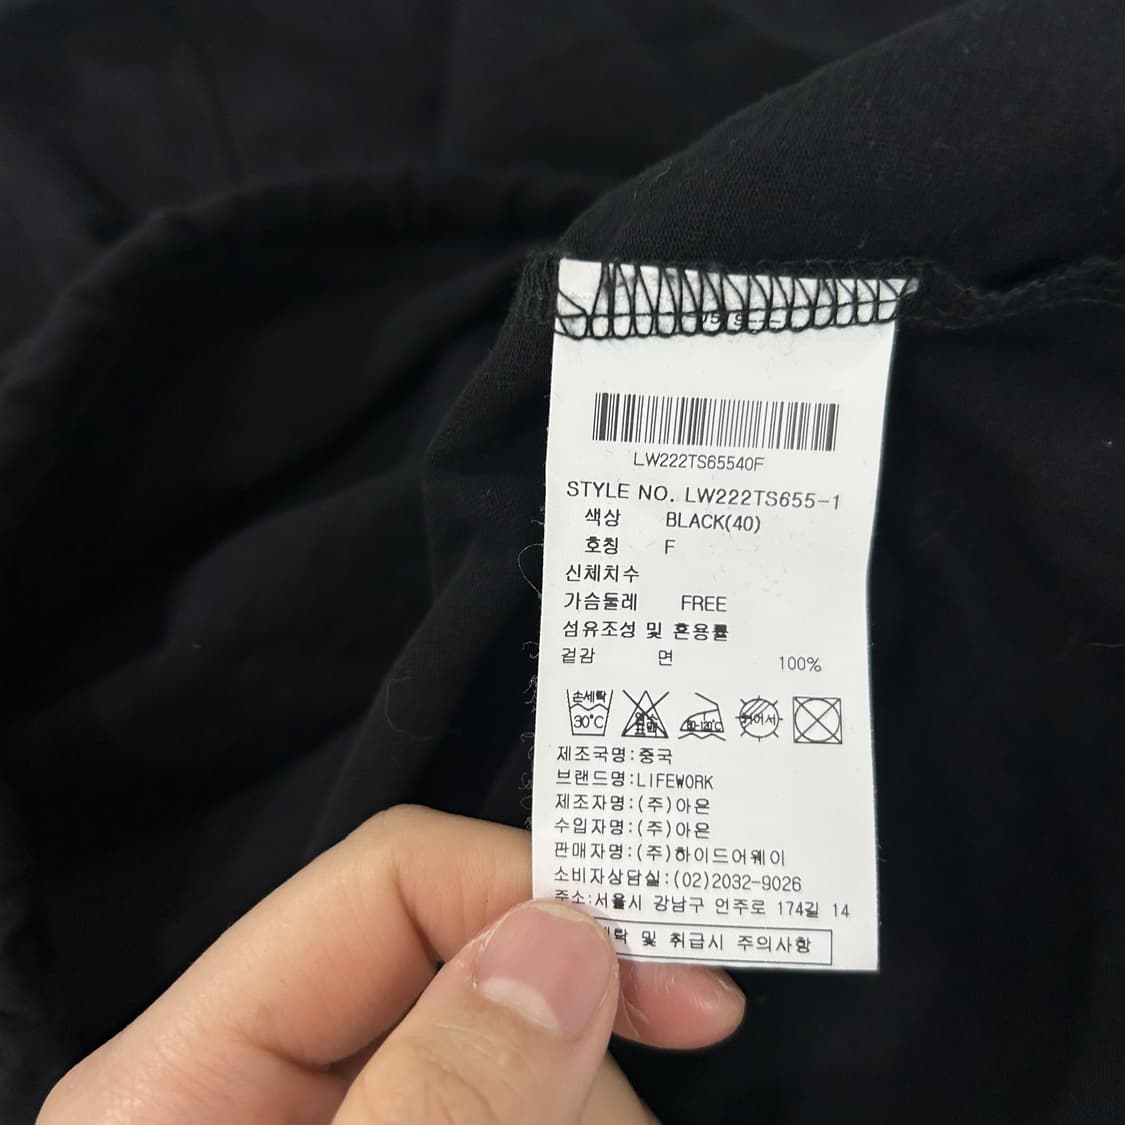 LW222TS65540F
STYLE NO. LW222TS655-1
색상 BLACK(40)
호칭 F
신체치수
가슴둘레 FREE
섬유조성 및 혼용률
겉감 면 100%
손세탁
30℃
80-120℃
제조국명:중국
브랜드명:LIFEWORK
제조자명:(주)아은
수입자명:(주)아은
판매자명:(주)하이드어웨이
소비자상담실:(02)2032-9026
주소:서울시 강남구 언주로 174길 14
및 취급시 주의사항